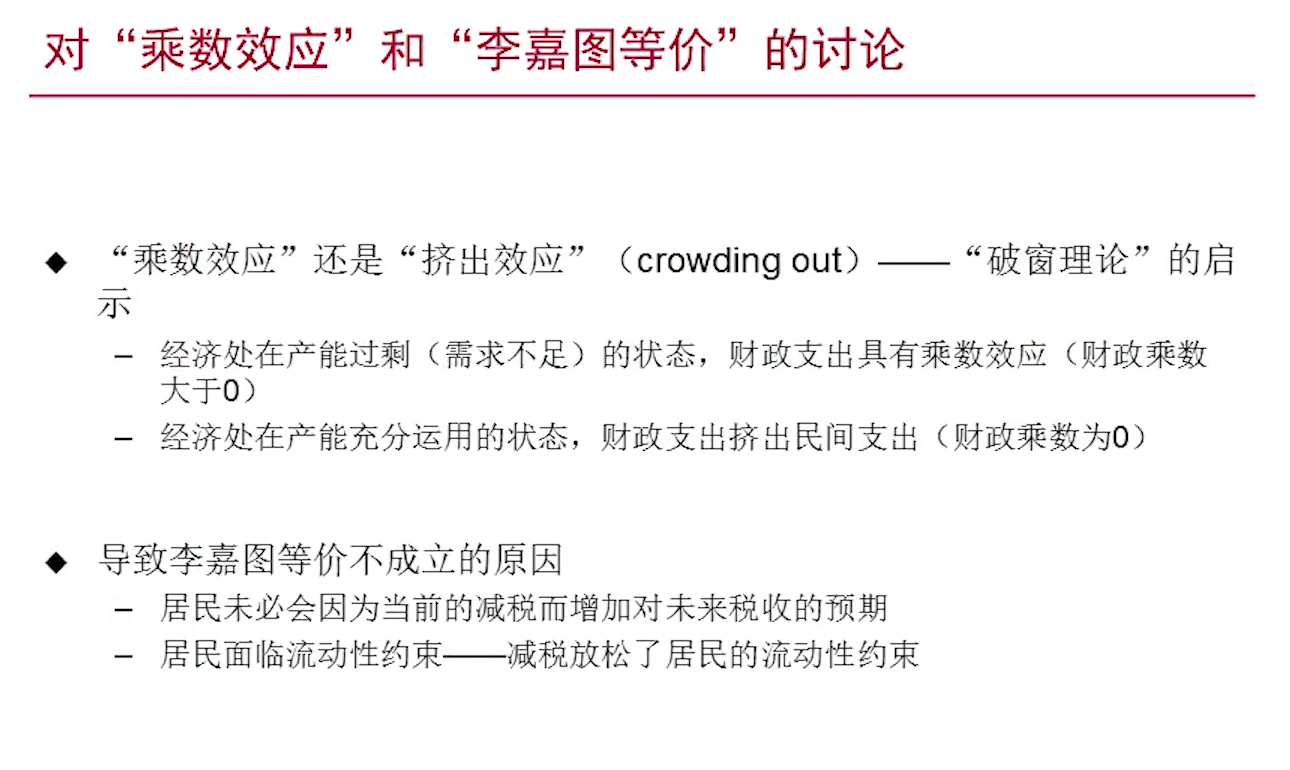 对“乘数效应”和“李嘉图等价”的讨论
◆ “乘数效应”还是“挤出效应”（crowding out）——“破窗理论”的启
示
– 经济处在产能过剩（需求不足）的状态，财政支出具有乘数效应（财政乘数
大于0）
– 经济处在产能充分运用的状态，财政支出挤出民间支出（财政乘数为0）
◆ 导致李嘉图等价不成立的原因
– 居民未必会因为当前的减税而增加对未来税收的预期
– 居民面临流动性约束——减税放松了居民的流动性约束